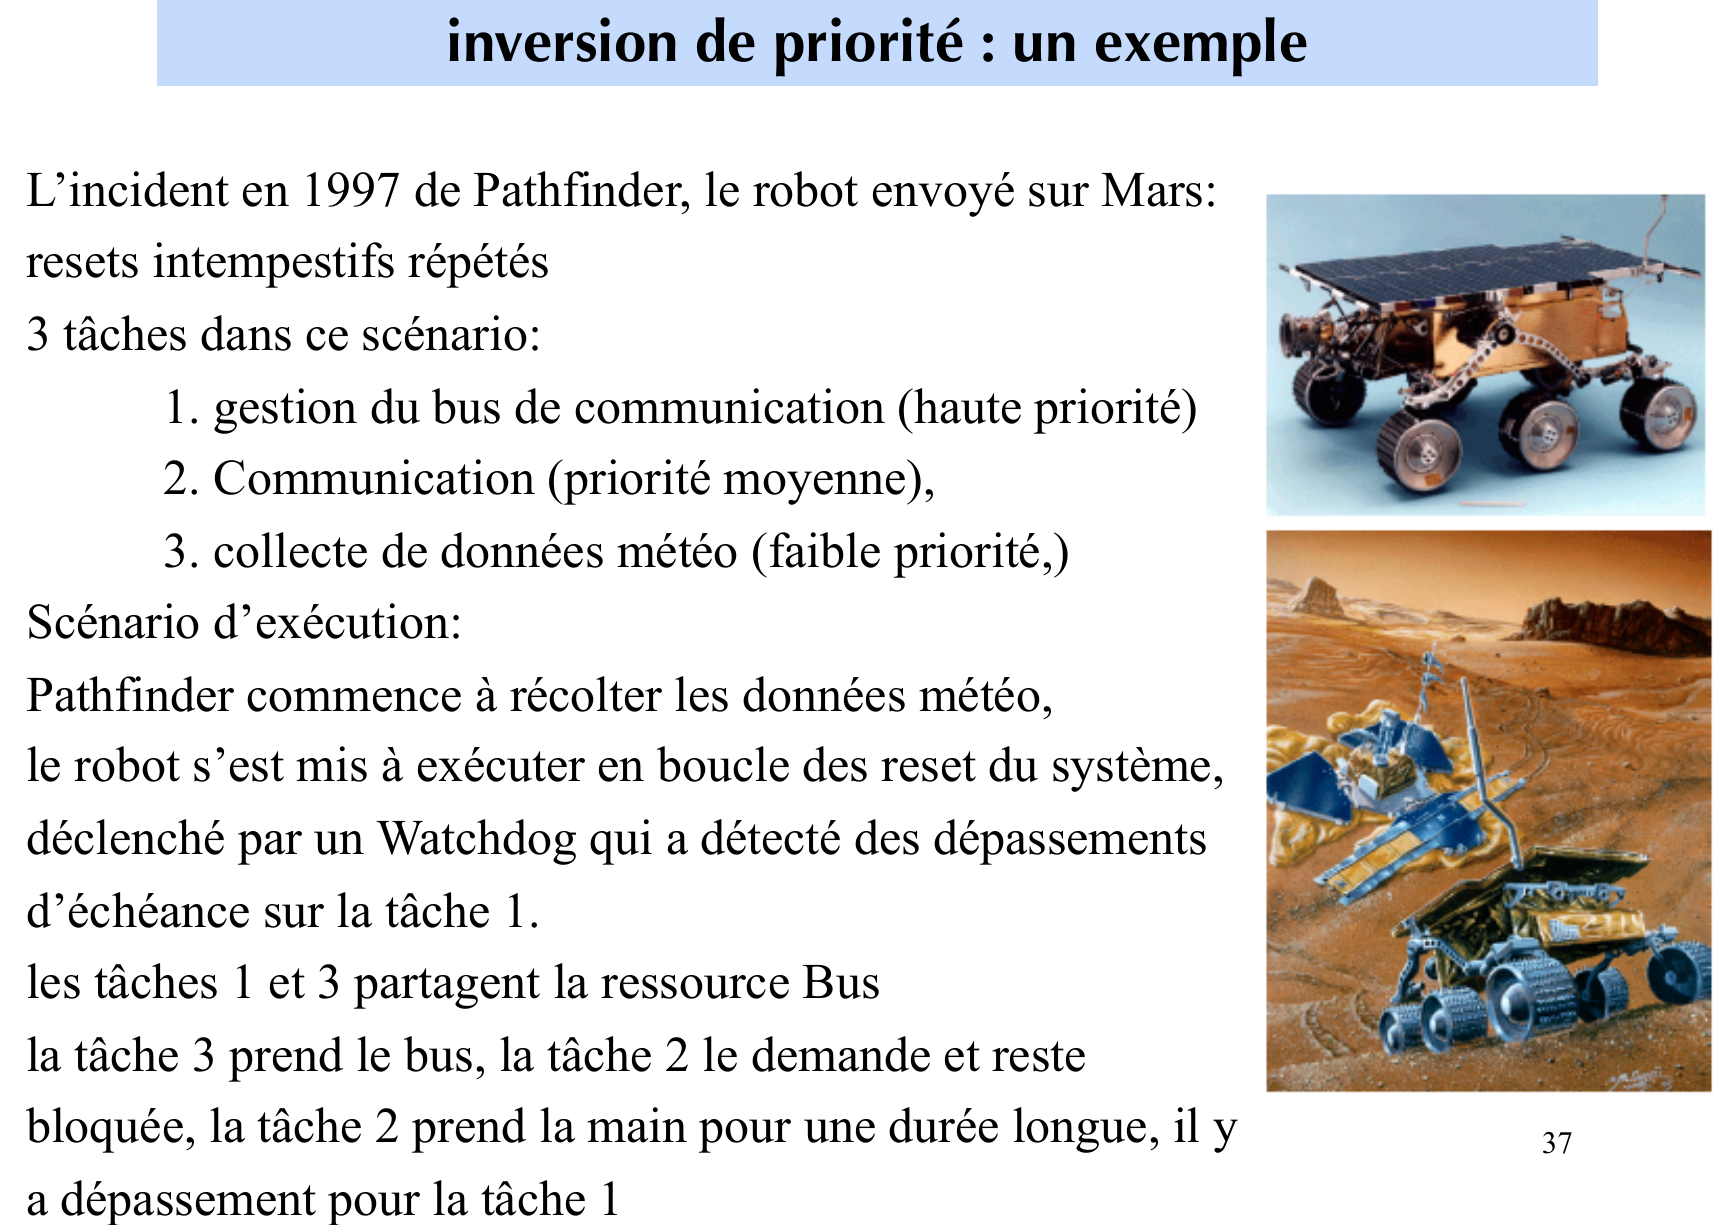 inversion de priorité : un exemple
L’incident en 1997 de Pathfinder, le robot envoyé sur Mars:
resets intempestifs répétés
3 tâches dans ce scénario:
1. gestion du bus de communication (haute priorité)
2. Communication (priorité moyenne),
3. collecte de données météo (faible priorité,)
Scénario d’exécution:
Pathfinder commence à récolter les données météo,
le robot s’est mis à exécuter en boucle des reset du système,
déclenché par un Watchdog qui a détecté des dépassements
d’échéance sur la tâche 1.
les tâches 1 et 3 partagent la ressource Bus
la tâche 3 prend le bus, la tâche 2 le demande et reste
bloquée, la tâche 2 prend la main pour une durée longue, il y
a dépassement pour la tâche 1
37